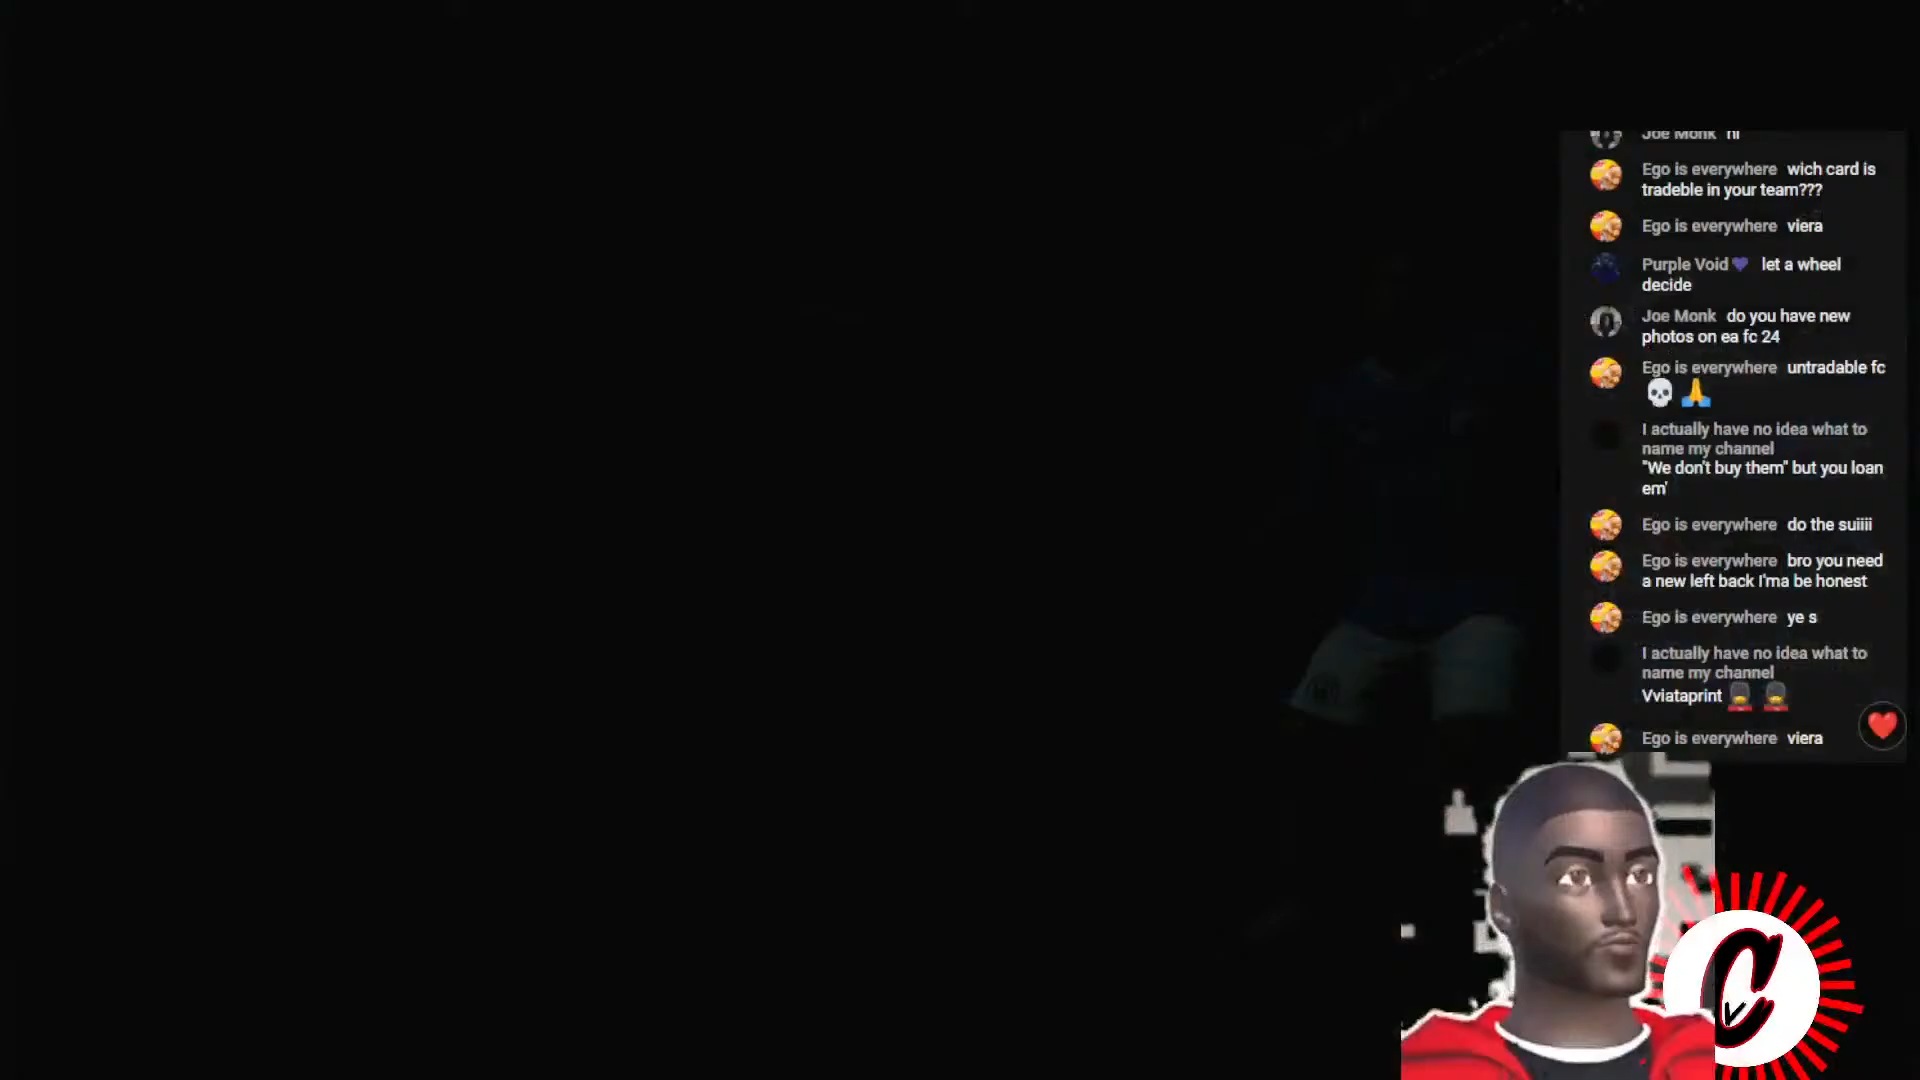 Joe Monk hi
Ego is everywhere wich card is
tradeble in your team???
Ego is everywhere viera
Purple Void💜 let a wheel
decide
Joe Monk do you have new
photos on ea fc 24
Ego is everywhere untradable fc
💀🙏
I actually have no idea what to
name my channel
"We don't buy them" but you loan
em'
Ego is everywhere do the suiiii
Ego is everywhere bro you need
a new left back I'ma be honest
Ego is everywhere ye s
I actually have no idea what to
name my channel
Vviataprint 💂💂
Ego is everywhere viera
C